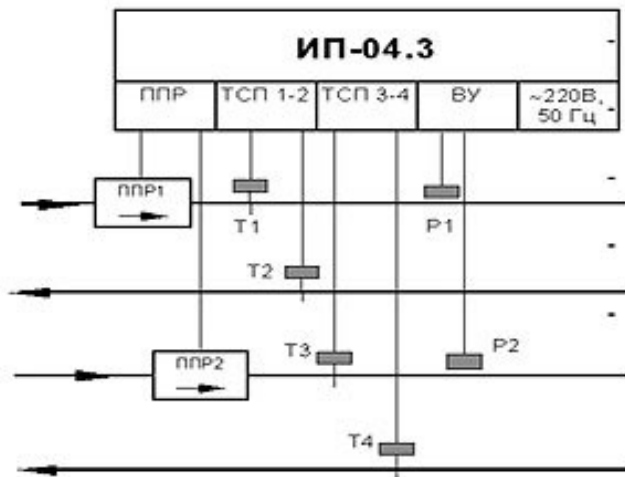 ИП-04.3
ППР
ТСП 1-2
ТСП 3-4
ВУ
~220В,
50 Гц
ППР1
Т1
Р1
Т2
ППР2
Т3
Р2
Т4